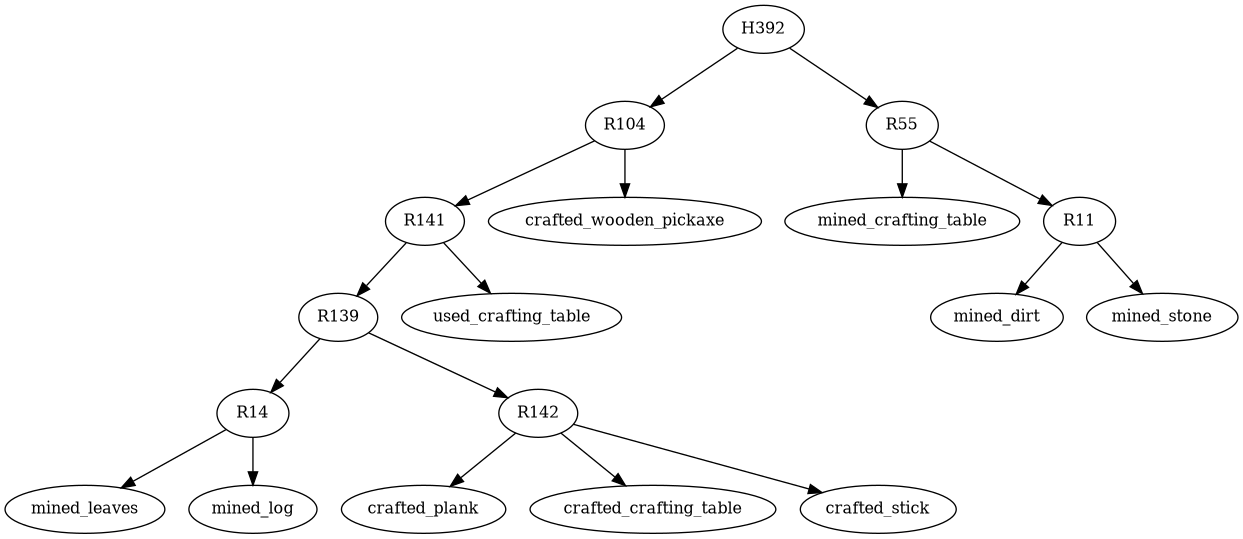 H392
R104
R55
R141
crafted_wooden_pickaxe
mined_crafting_table
R11
R139
used_crafting_table
mined_dirt
mined_stone
R14
R142
mined_leaves
mined_log
crafted_plank
crafted_crafting_table
crafted_stick